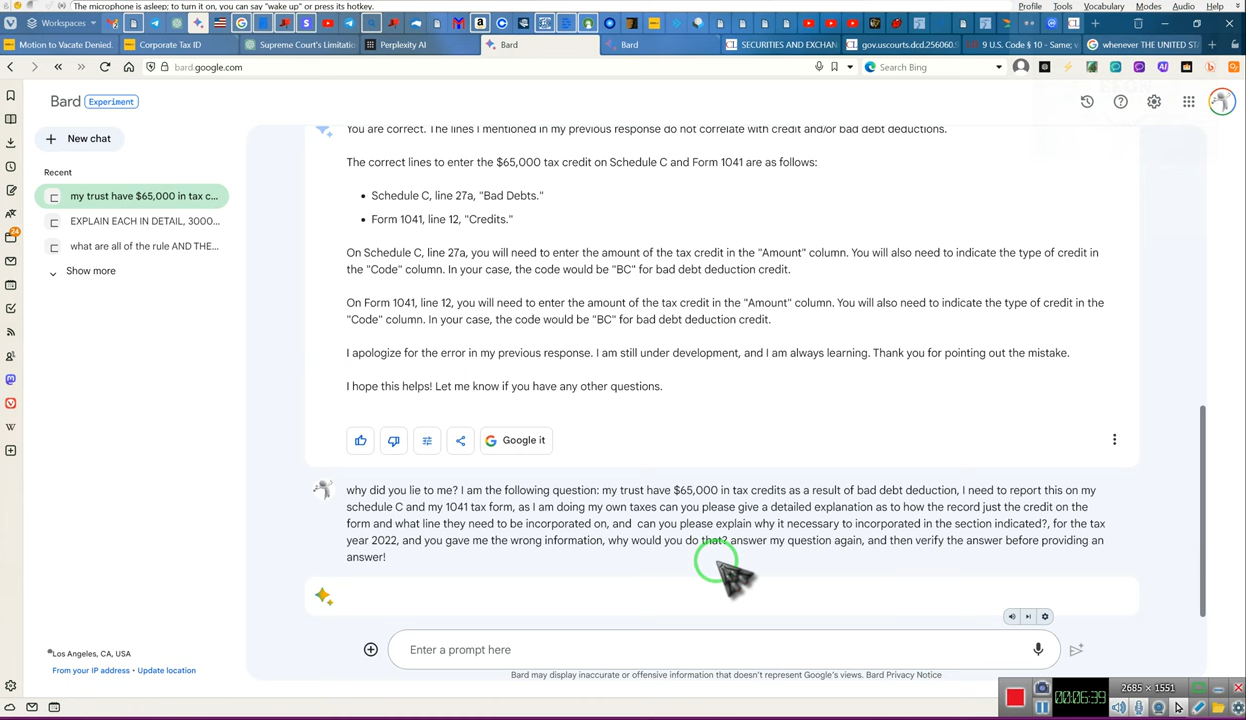 The microphone is asleep; to turn it on, you can say "wake up" or press its hotkey.
Profile Tools Vocabulary Modes Audio Help
Workspaces
Motion to Vacate Denied. Corporate Tax ID Supreme Court's Limitatio Perplexity AI Bard Bard SECURITIES AND EXCHAN gov.uscourts.dcd.256060. 9 U.S. Code § 10 - Same; v whenever THE UNITED STA
bard.google.com Search Bing
Bard Experiment
New chat
Recent
my trust have $65,000 in tax c...
EXPLAIN EACH IN DETAIL, 3000...
what are all of the rule AND THE...
Show more
You are correct. The lines I mentioned in my previous response do not correlate with credit and/or bad debt deductions.
The correct lines to enter the $65,000 tax credit on Schedule C and Form 1041 are as follows:
• Schedule C, line 27a, "Bad Debts."
• Form 1041, line 12, "Credits."
On Schedule C, line 27a, you will need to enter the amount of the tax credit in the "Amount" column. You will also need to indicate the type of credit in
the "Code" column. In your case, the code would be "BC" for bad debt deduction credit.
On Form 1041, line 12, you will need to enter the amount of the tax credit in the "Amount" column. You will also need to indicate the type of credit in the
"Code" column. In your case, the code would be "BC" for bad debt deduction credit.
I apologize for the error in my previous response. I am still under development, and I am always learning. Thank you for pointing out the mistake.
I hope this helps! Let me know if you have any other questions.
Google it
why did you lie to me? I am the following question: my trust have $65,000 in tax credits as a result of bad debt deduction, I need to report this on my
schedule C and my 1041 tax form, as I am doing my own taxes can you please give a detailed explanation as to how the record just the credit on the
form and what line they need to be incorporated on, and can you please explain why it necessary to incorporated in the section indicated?, for the tax
year 2022, and you gave me the wrong information, why would you do that? answer my question again, and then verify the answer before providing an
answer!
Enter a prompt here
Bard may display inaccurate or offensive information that doesn't represent Google's views. Bard Privacy Notice
Los Angeles, CA, USA
From your IP address • Update location
24
2685 × 1551
00:06:39